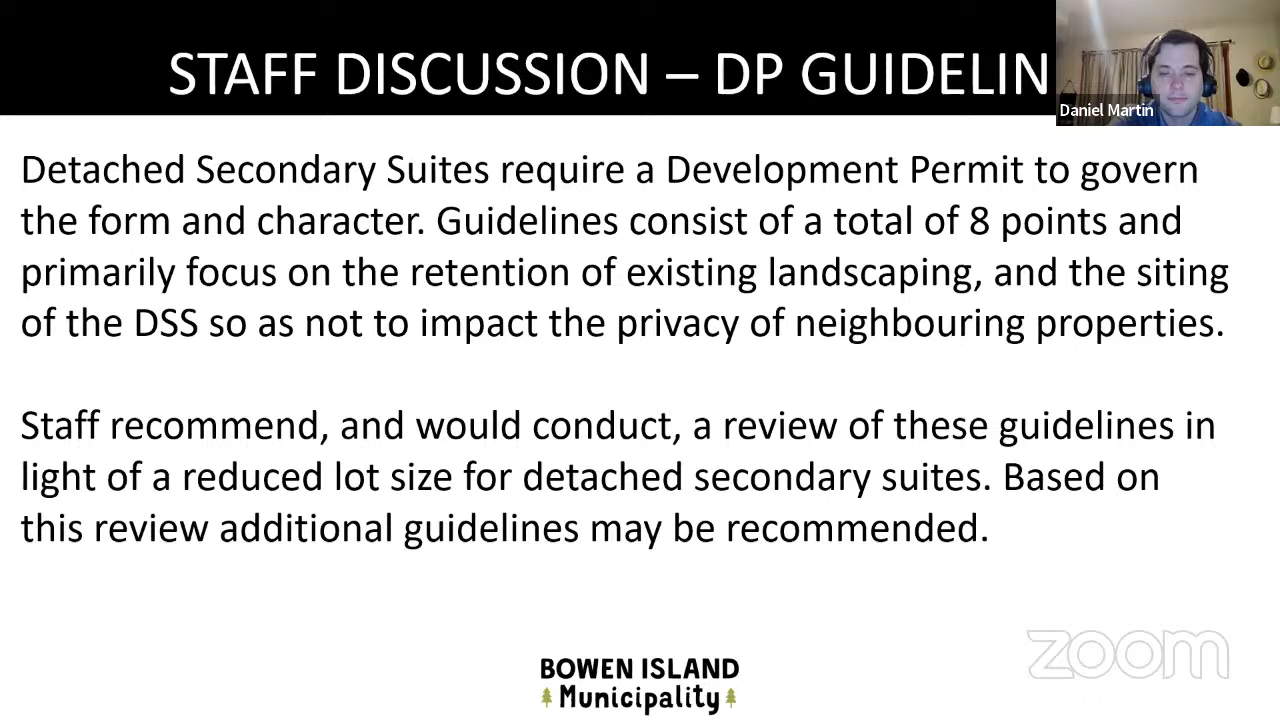 STAFF DISCUSSION – DP GUIDELIN
Daniel Martin
Detached Secondary Suites require a Development Permit to govern
the form and character. Guidelines consist of a total of 8 points and
primarily focus on the retention of existing landscaping, and the siting
of the DSS so as not to impact the privacy of neighbouring properties.
Staff recommend, and would conduct, a review of these guidelines in
light of a reduced lot size for detached secondary suites. Based on
this review additional guidelines may be recommended.
zoom
BOWEN ISLAND
Municipality